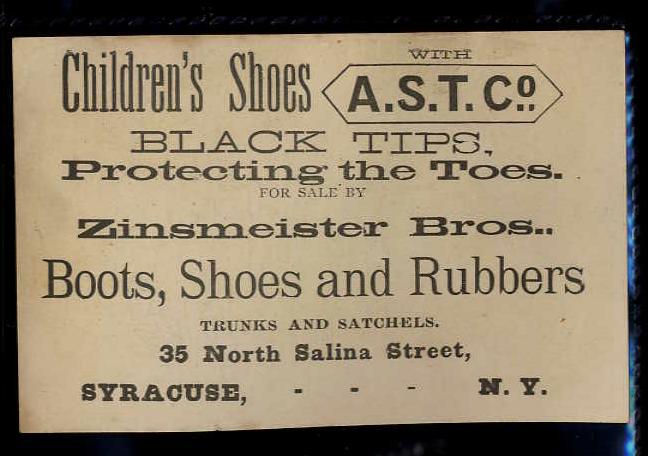 WITH
Children's Shoes A.S.T. Co.
BLACK TIPS,
Protecting the Toes.
FOR SALE BY
Zinsmeister Bros..
Boots, Shoes and Rubbers
TRUNKS AND SATCHELS.
35 North Salina Street,
SYRACUSE, - - - N. Y.